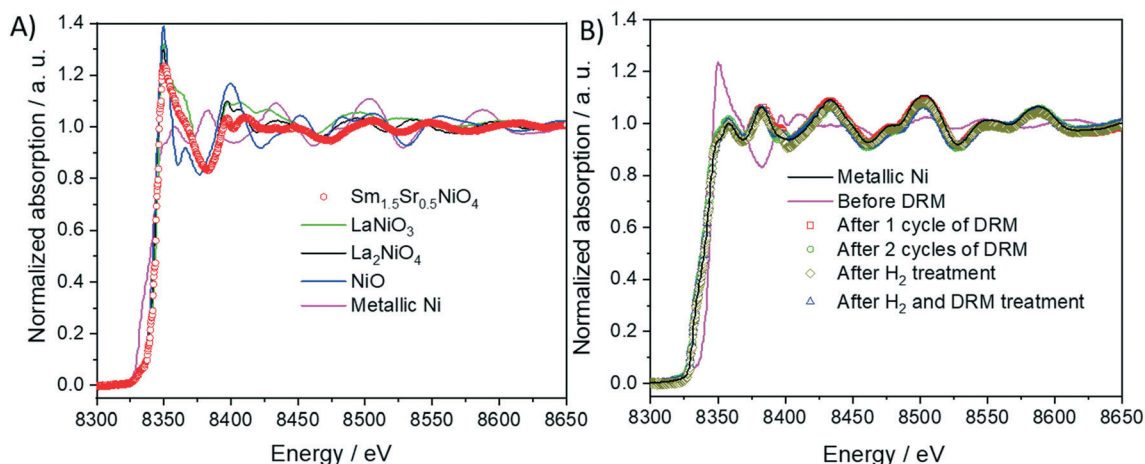 A)
1.4
1.2
1.0
0.8
0.6
0.4
0.2
0.0
Normalized absorption / a. u.
Sm1.5Sr0.5NiO4
LaNiO3
La2NiO4
NiO
Metallic Ni
8300 8350 8400 8450 8500 8550 8600 8650
Energy / eV
B)
1.4
1.2
1.0
0.8
0.6
0.4
0.2
0.0
Normalized absorption / a. u.
Metallic Ni
Before DRM
After 1 cycle of DRM
After 2 cycles of DRM
After H2 treatment
After H2 and DRM treatment
8300 8350 8400 8450 8500 8550 8600 8650
Energy / eV